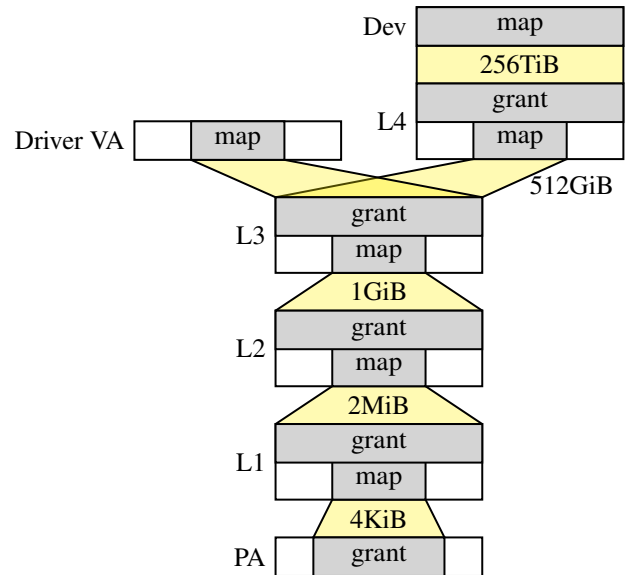 Dev map
256TiB
grant
L4 map
Driver VA map
512GiB
L3 grant
map
1GiB
L2 grant
map
2MiB
L1 grant
map
4KiB
PA grant